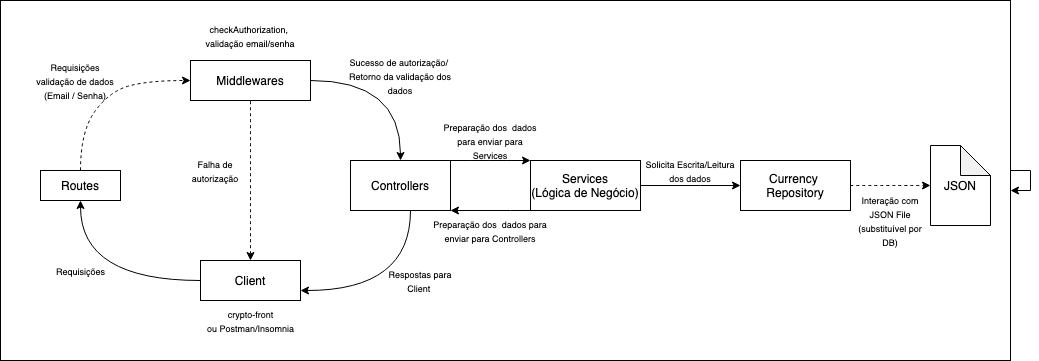 checkAuthorization,
validação email/senha
Requisições
validação de dados
(Email / Senha)
Middlewares
Sucesso de autorização/
Retorno da validação dos
dados
Falha de
autorização
Routes
Controllers
Preparação dos dados
para enviar para
Services
Services
(Lógica de Negócio)
Preparação dos dados para
enviar para Controllers
Solicita Escrita/Leitura
dos dados
Currency
Repository
Interação com
JSON File
(substituível por
DB)
JSON
Requisições
Client
Respostas para
Client
crypto-front
ou Postman/Insomnia